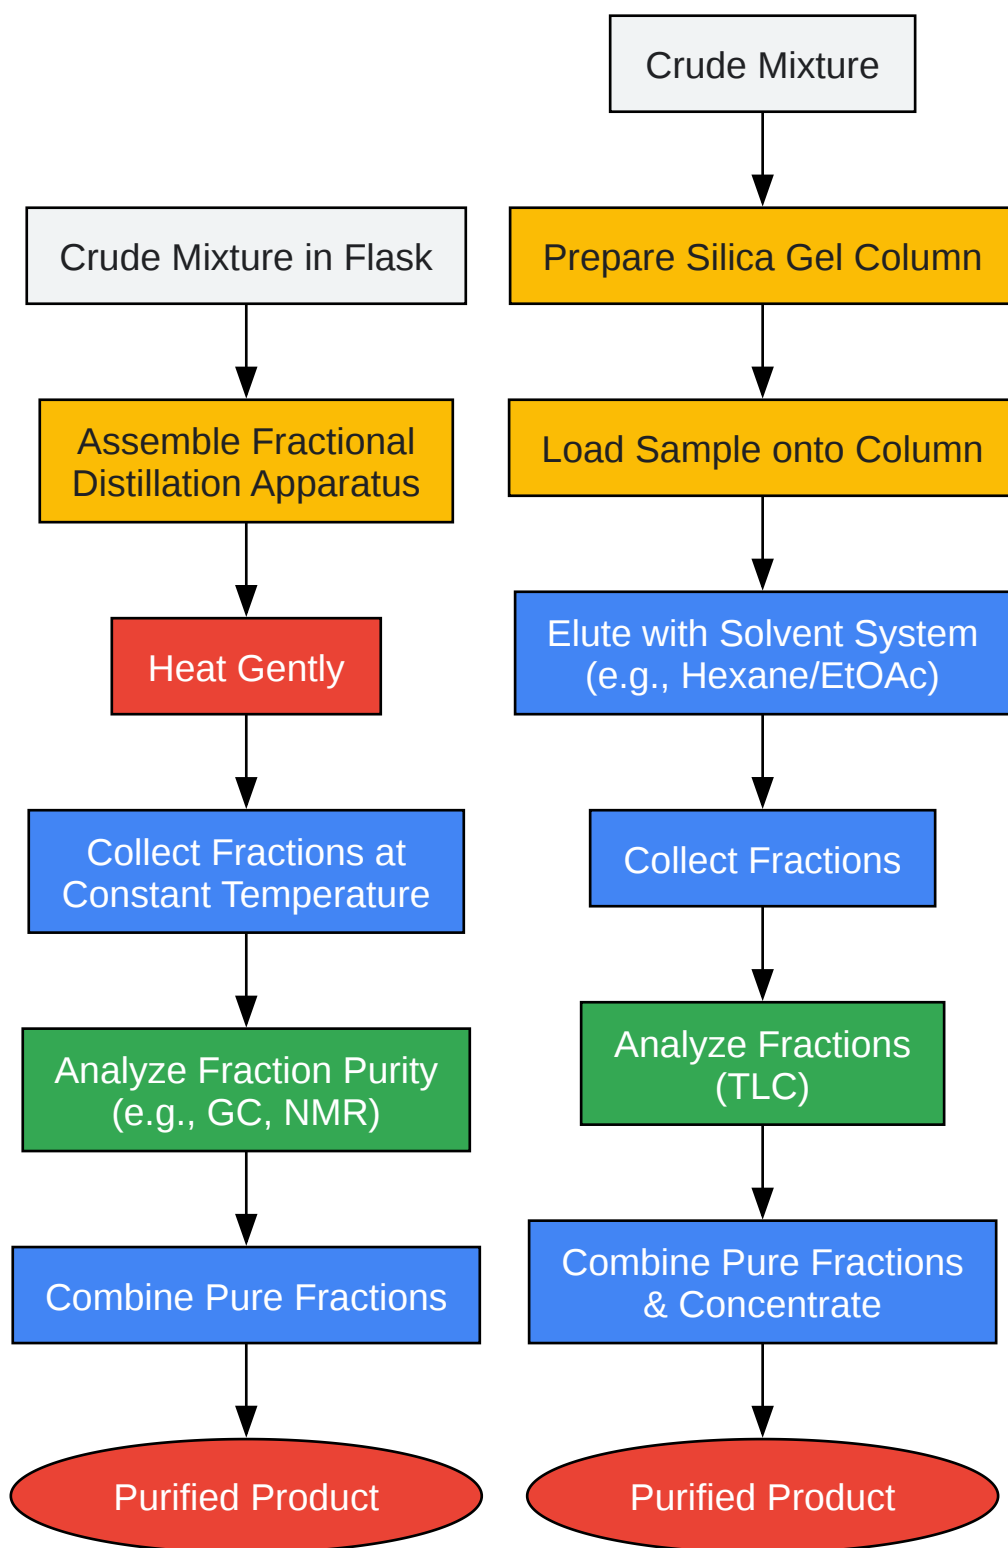 Crude Mixture in Flask
Assemble Fractional
Distillation Apparatus
Heat Gently
Collect Fractions at
Constant Temperature
Analyze Fraction Purity
(e.g., GC, NMR)
Combine Pure Fractions
Purified Product
Crude Mixture
Prepare Silica Gel Column
Load Sample onto Column
Elute with Solvent System
(e.g., Hexane/EtOAc)
Collect Fractions
Analyze Fractions
(TLC)
Combine Pure Fractions
& Concentrate
Purified Product